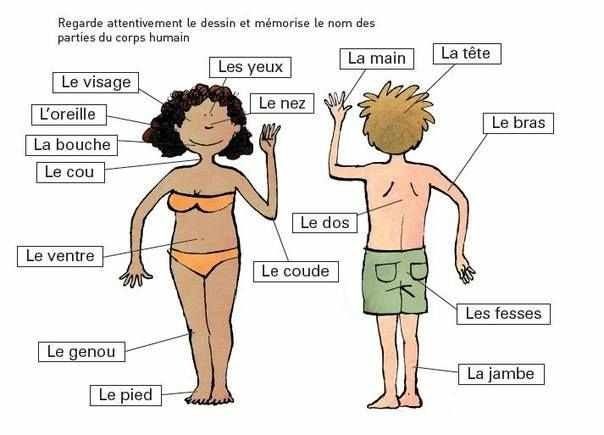 Regarde attentivement le dessin et mémorise le nom des
parties du corps humain
Les yeux
La main
La tête
Le visage
Le nez
L'oreille
Le bras
La bouche
Le cou
Le dos
Le ventre
Le coude
Les fesses
Le genou
La jambe
Le pied